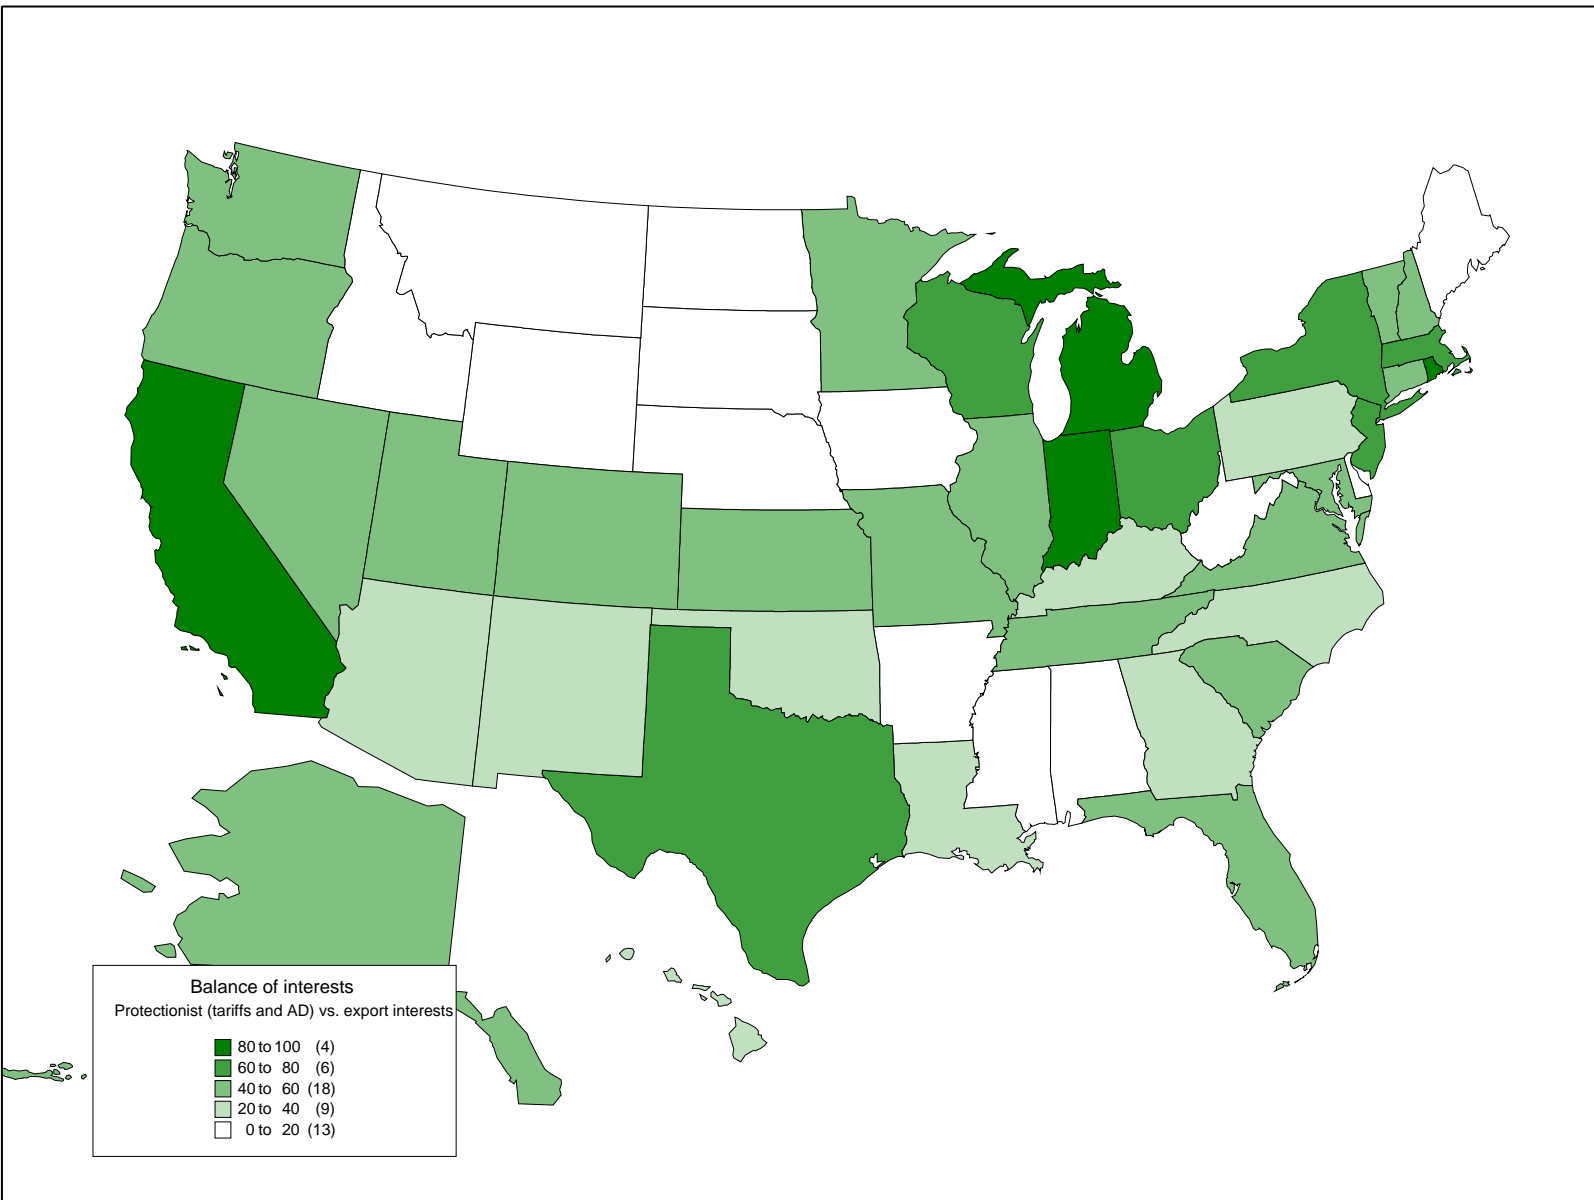 Balance of interests
Protectionist (tariffs and AD) vs. export interests
80 to 100 (4)
60 to 80 (6)
40 to 60 (18)
20 to 40 (9)
0 to 20 (13)